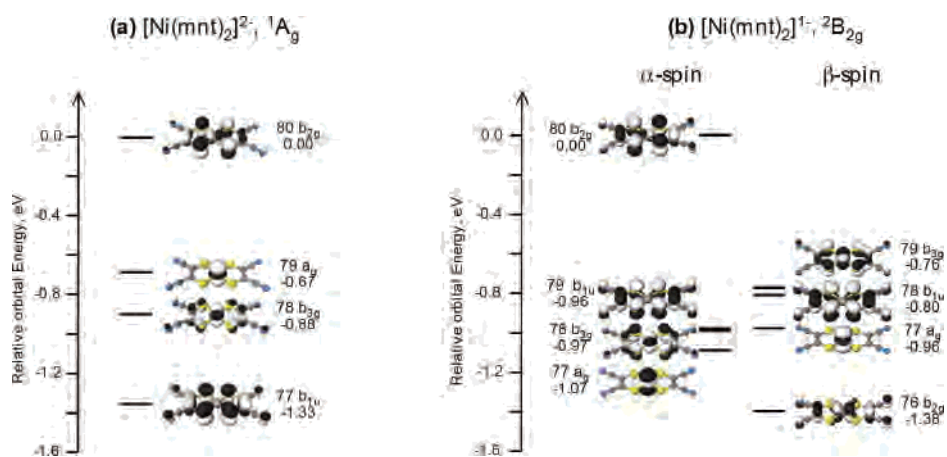 (a) [Ni(mnt)2]2-, 1Ag
(b) [Ni(mnt)2]1-, 2B2g
α-spin
β-spin
Relative orbital Energy, eV
0.0
-0.4
-0.8
-1.2
-1.6
80 b2g
0.00
79 ag
-0.67
78 b3g
-0.88
77 b1u
-1.33
Relative orbital Energy, eV
0.0
-0.4
-0.8
-1.2
-1.6
80 b2g
0.00
79 b1u
-0.96
78 b3g
-0.97
77 ag
-1.07
79 b3g
-0.76
78 b1u
-0.80
77 ag
-0.96
76 b2g
-1.38